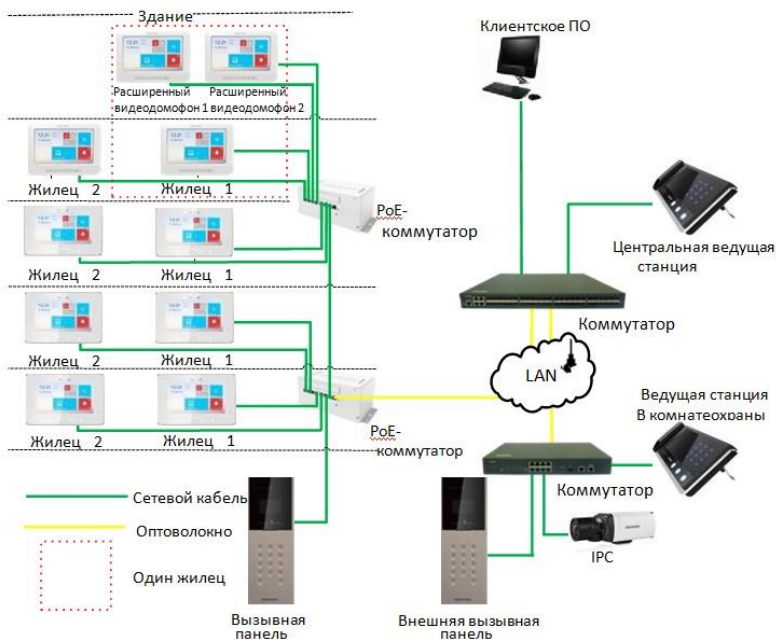 Здание
Клиентское ПО
Расширенный
видеодомофон 1
Расширенный
видеодомофон 2
Жилец 2
Жилец 1
PoE-
коммутатор
Центральная ведущая
станция
Жилец 2
Жилец 1
Коммутатор
Жилец 2
Жилец 1
LAN
Ведущая станция
В комнатеохраны
Жилец 2
Жилец 1
PoE-
коммутатор
Коммутатор
Сетевой кабель
Оптоволокно
IPC
Один жилец
Вызывная
панель
Внешняя вызывная
панель